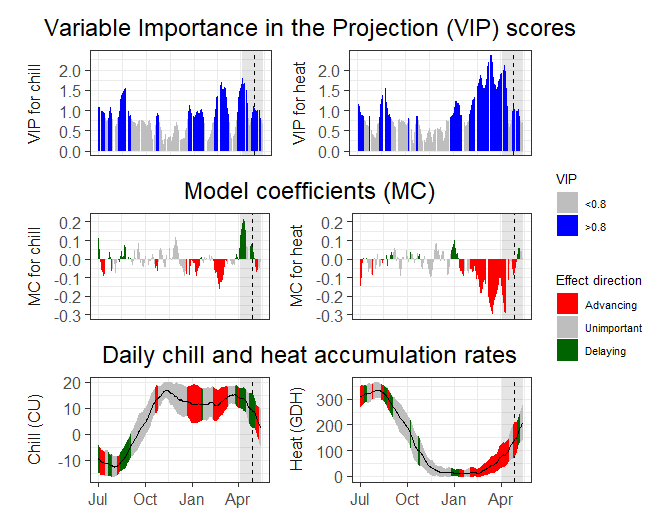 Variable Importance in the Projection (VIP) scores
VIP for chill
2.0
1.5
1.0
0.5
0.0
VIP for heat
2.0
1.5
1.0
0.5
0.0
Model coefficients (MC)
MC for chill
0.2
0.1
0.0
-0.1
-0.2
-0.3
MC for heat
0.2
0.1
0.0
-0.1
-0.2
-0.3
VIP
<0.8
>0.8
Effect direction
Advancing
Unimportant
Delaying
Daily chill and heat accumulation rates
Chill (CU)
20
10
0
-10
Jul Oct Jan Apr
Heat (GDH)
300
200
100
0
Jul Oct Jan Apr